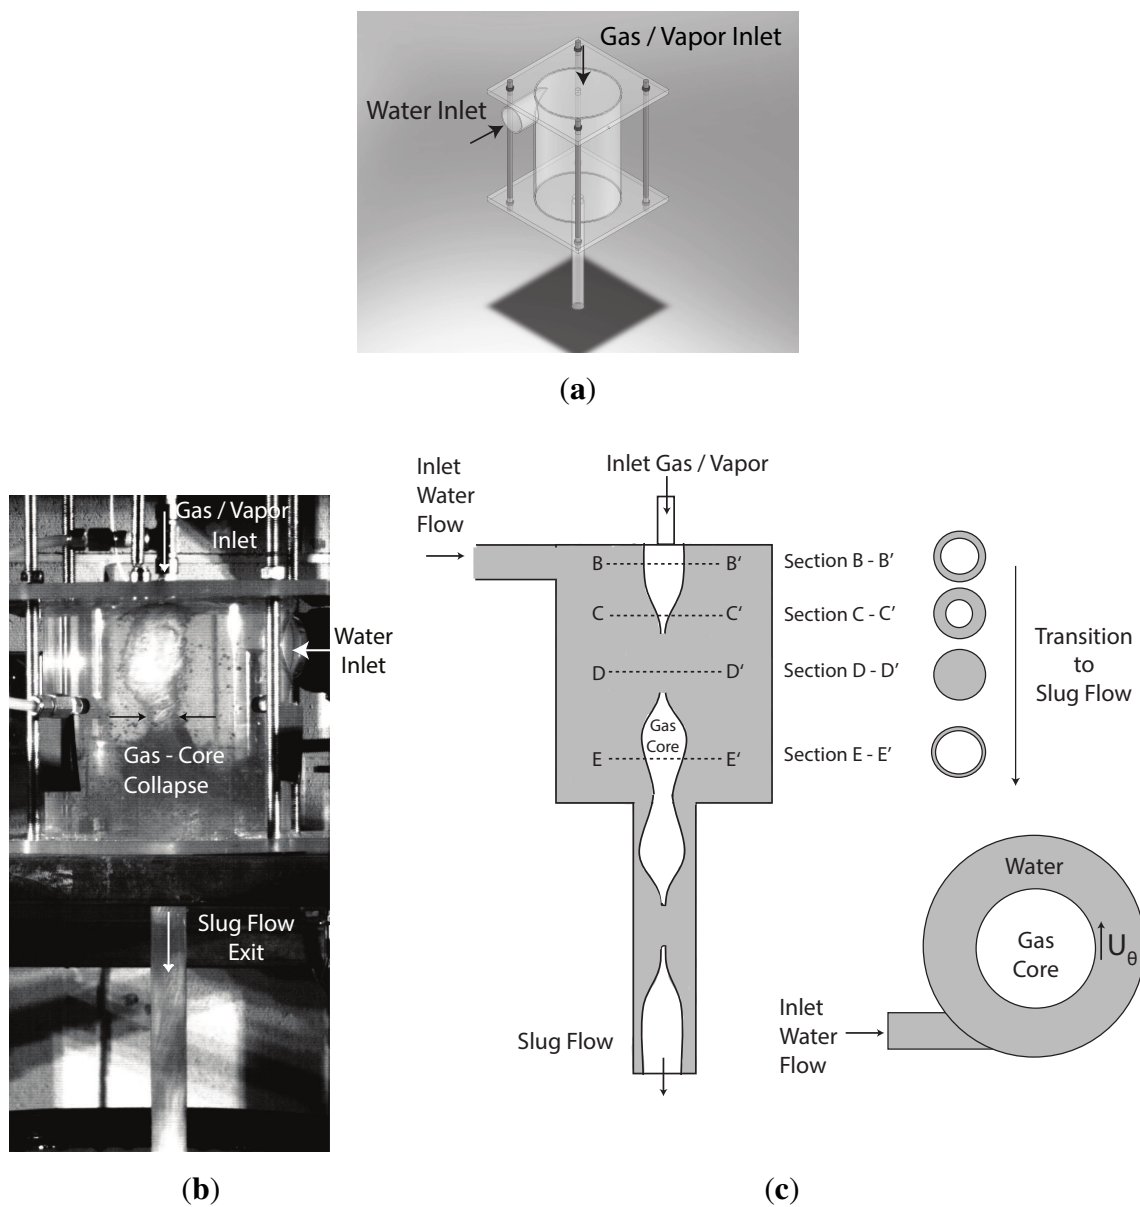 Gas / Vapor Inlet
Water Inlet
(a)
Gas / Vapor
Inlet
Water
Inlet
Gas - Core
Collapse
Slug Flow
Exit
(b)
Inlet
Water
Flow
Inlet Gas / Vapor
B B' Section B - B'
C C' Section C - C'
D D' Section D - D'
Gas
Core
E E' Section E - E'
Transition
to
Slug Flow
Slug Flow
Water
Gas
Core
Uθ
Inlet
Water
Flow
(c)